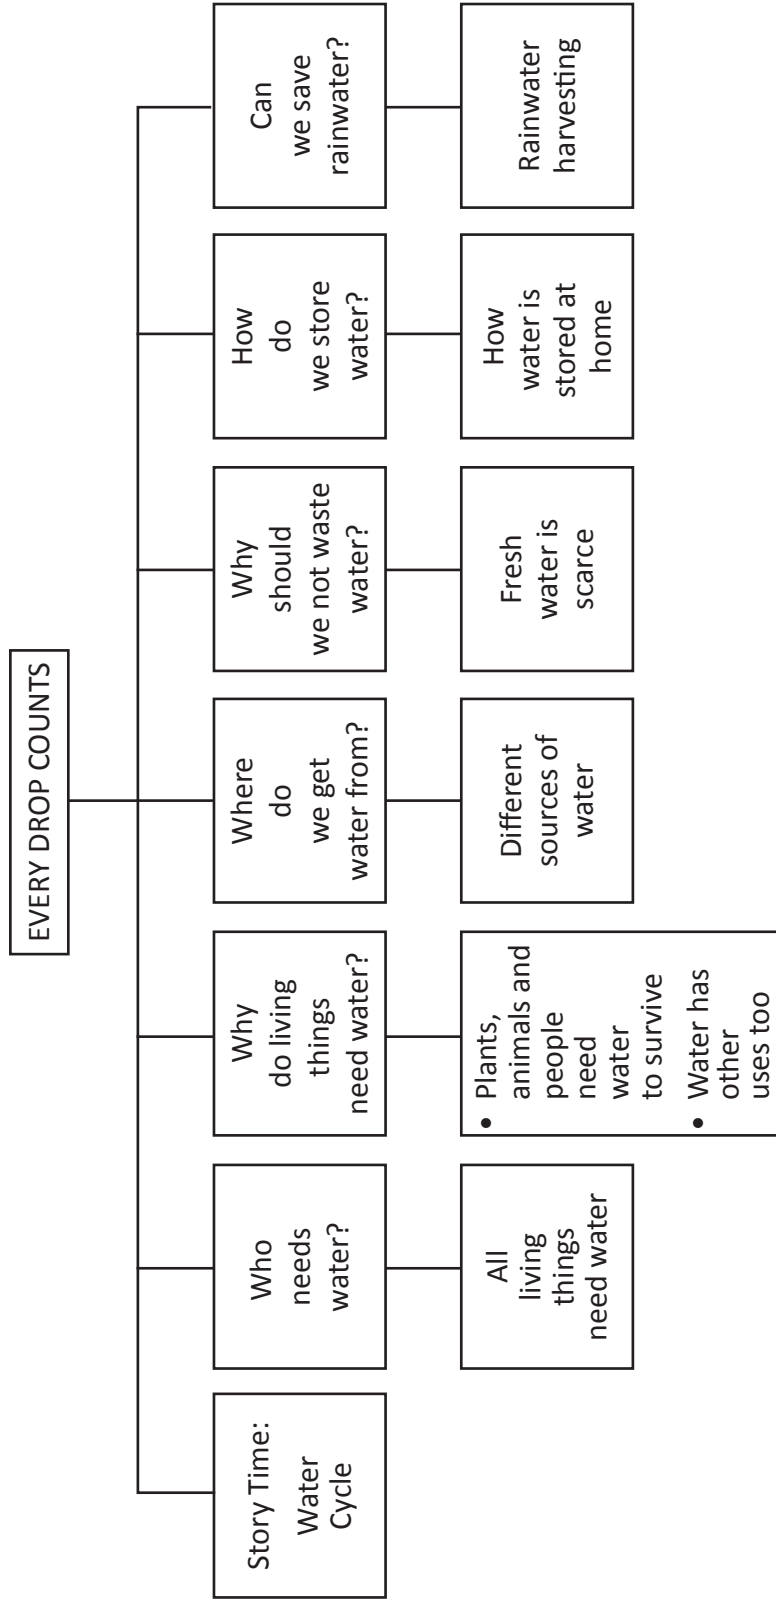 EVERY DROP COUNTS
Story Time:
Water
Cycle
Who
needs
water?
Why
do living
things
need water?
Where
do
we get
water from?
Why
should
we not waste
water?
How
do
we store
water?
Can
we save
rainwater?
All
living
things
need water
• Plants,
animals and
people
need
water
to survive
• Water has
other
uses too
Different
sources of
water
Fresh
water is
scarce
How
water is
stored at
home
Rainwater
harvesting